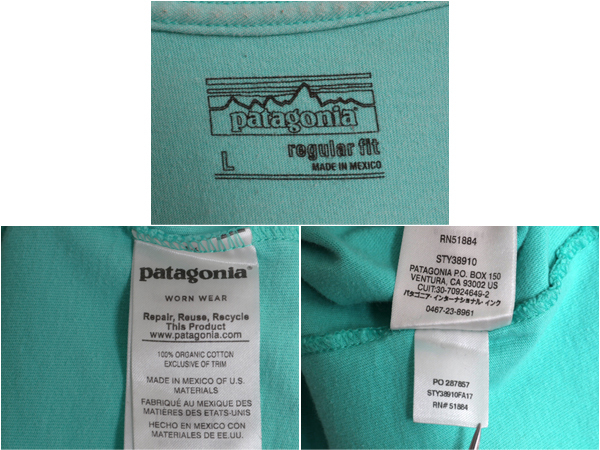 patagonia®
L
regular fit
MADE IN MEXICO
patagonia®
WORN WEAR
Repair, Reuse, Recycle
This Product
www.patagonia.com
100% ORGANIC COTTON
EXCLUSIVE OF TRIM
MADE IN MEXICO OF U.S.
MATERIALS
FABRIQUÉ AU MEXIQUE DES
MATIÈRES DES ETATS-UNIS
HECHO EN MEXICO CON
MATERIALES DE EE.UU.
RN51884
STY38910
PATAGONIA P.O. BOX 150
VENTURA, CA 93002 US
CUIT:30-70924649-2
パタゴニア・インターナショナル・インク
0467-23-8961
PO 287857
STY38910FA17
RN# 51884